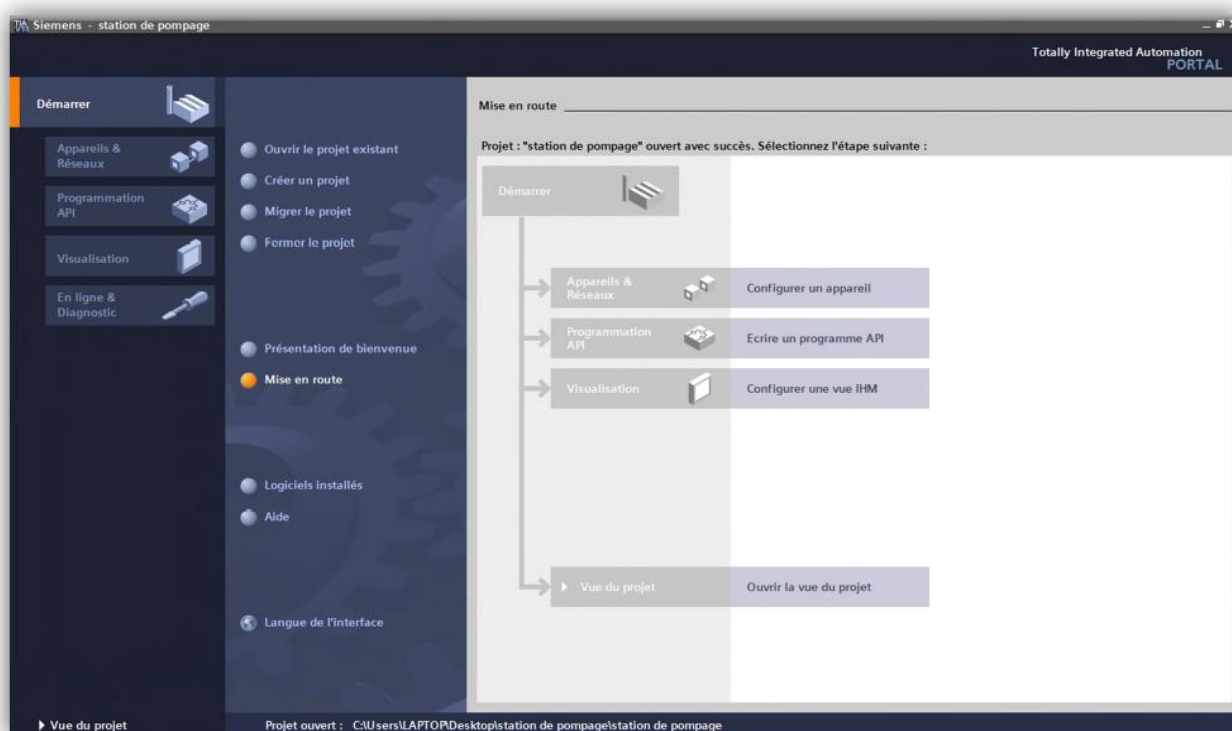 Siemens - station de pompage
Totally Integrated Automation
PORTAL
Démarrer
Appareils &
Réseaux
Programmation
API
Visualisation
En ligne &
Diagnostic
Ouvrir le projet existant
Créer un projet
Migrer le projet
Fermer le projet
Présentation de bienvenue
Mise en route
Logiciels installés
Aide
Langue de l'interface
Mise en route
Projet : "station de pompage" ouvert avec succès. Sélectionnez l'étape suivante :
Démarrer
Appareils &
Réseaux
Configurer un appareil
Programmation
API
Ecrire un programme API
Visualisation
Configurer une vue IHM
Vue du projet
Ouvrir la vue du projet
Vue du projet
Projet ouvert : C:\Users\LAPTOP\Desktop\station de pompage\station de pompage